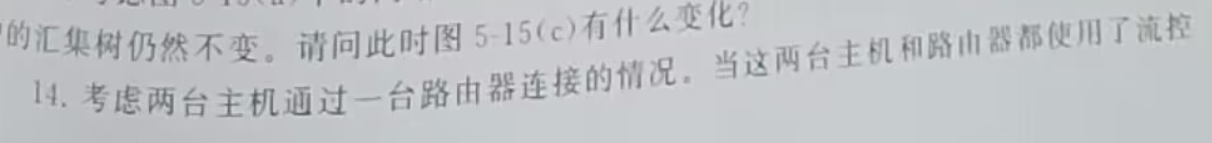 的汇集树仍然不变。请问此时图 5-15(c)有什么变化?
14. 考虑两台主机通过一台路由器连接的情况。当这两台主机和路由器都使用了流控